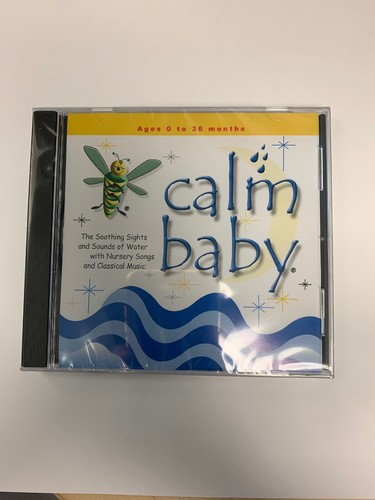 Ages 0 to 36 months
calm
baby®
The Soothing Sights
and Sounds of Water
with Nursery Songs
and Classical Music